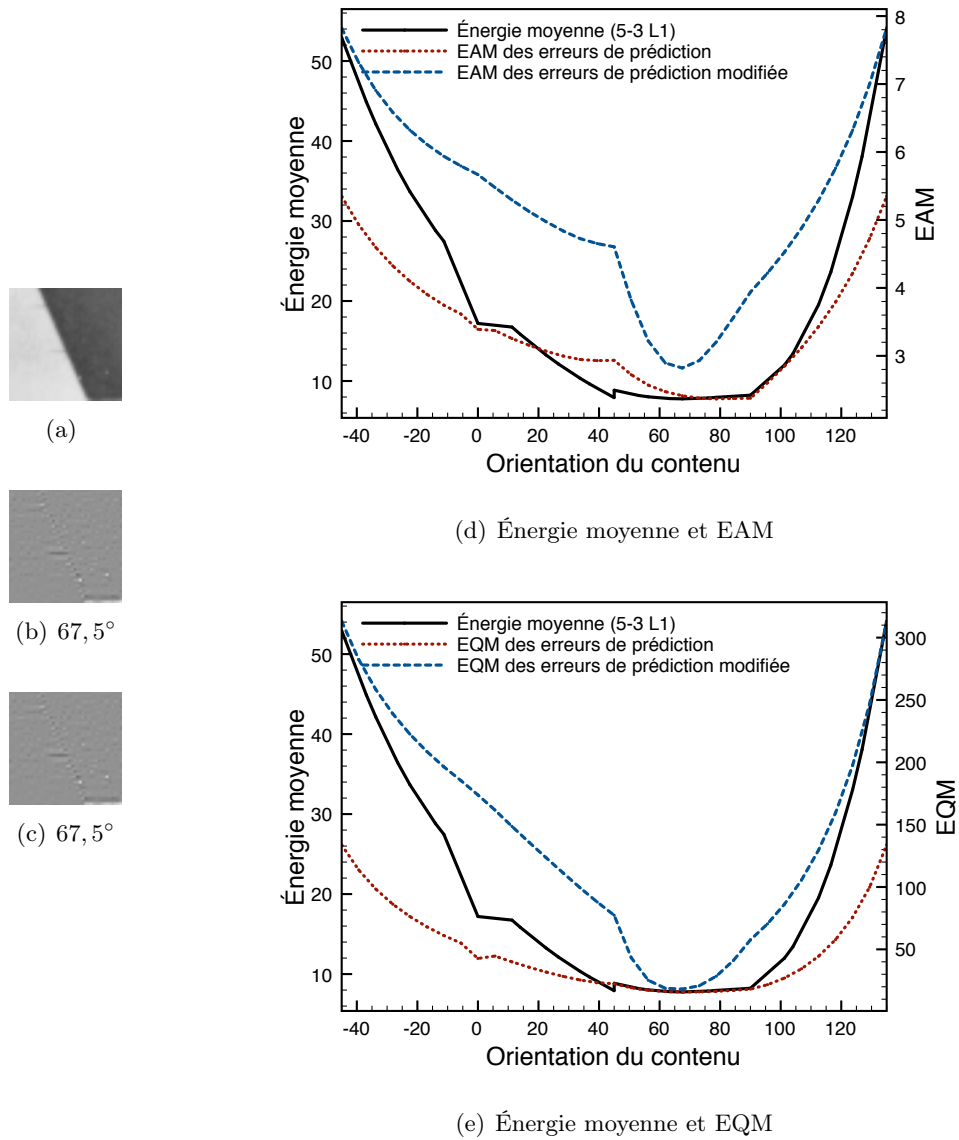 (a)
(b) 67, 5°
(c) 67, 5°
Énergie moyenne (5-3 L1)
EAM des erreurs de prédiction
EAM des erreurs de prédiction modifiée
Énergie moyenne
50
40
30
20
10
8
7
6
5
4
3
EAM
-40 -20 0 20 40 60 80 100 120
Orientation du contenu
(d) Énergie moyenne et EAM
Énergie moyenne (5-3 L1)
EQM des erreurs de prédiction
EQM des erreurs de prédiction modifiée
Énergie moyenne
50
40
30
20
10
300
250
200
150
100
50
EQM
-40 -20 0 20 40 60 80 100 120
Orientation du contenu
(e) Énergie moyenne et EQM